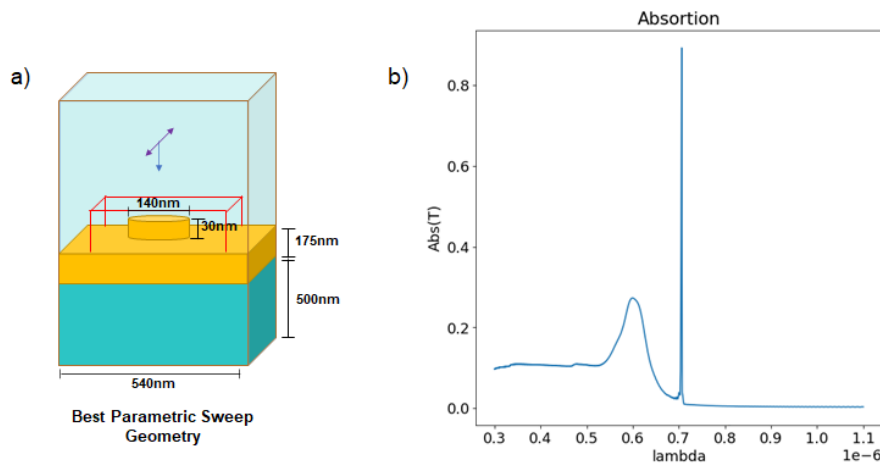 a)
140nm
30nm
175nm
500nm
540nm
Best Parametric Sweep
Geometry
b)
Absortion
Abs(T)
0.8
0.6
0.4
0.2
0.0
0.3 0.4 0.5 0.6 0.7 0.8 0.9 1.0 1.1
lambda
1e-6